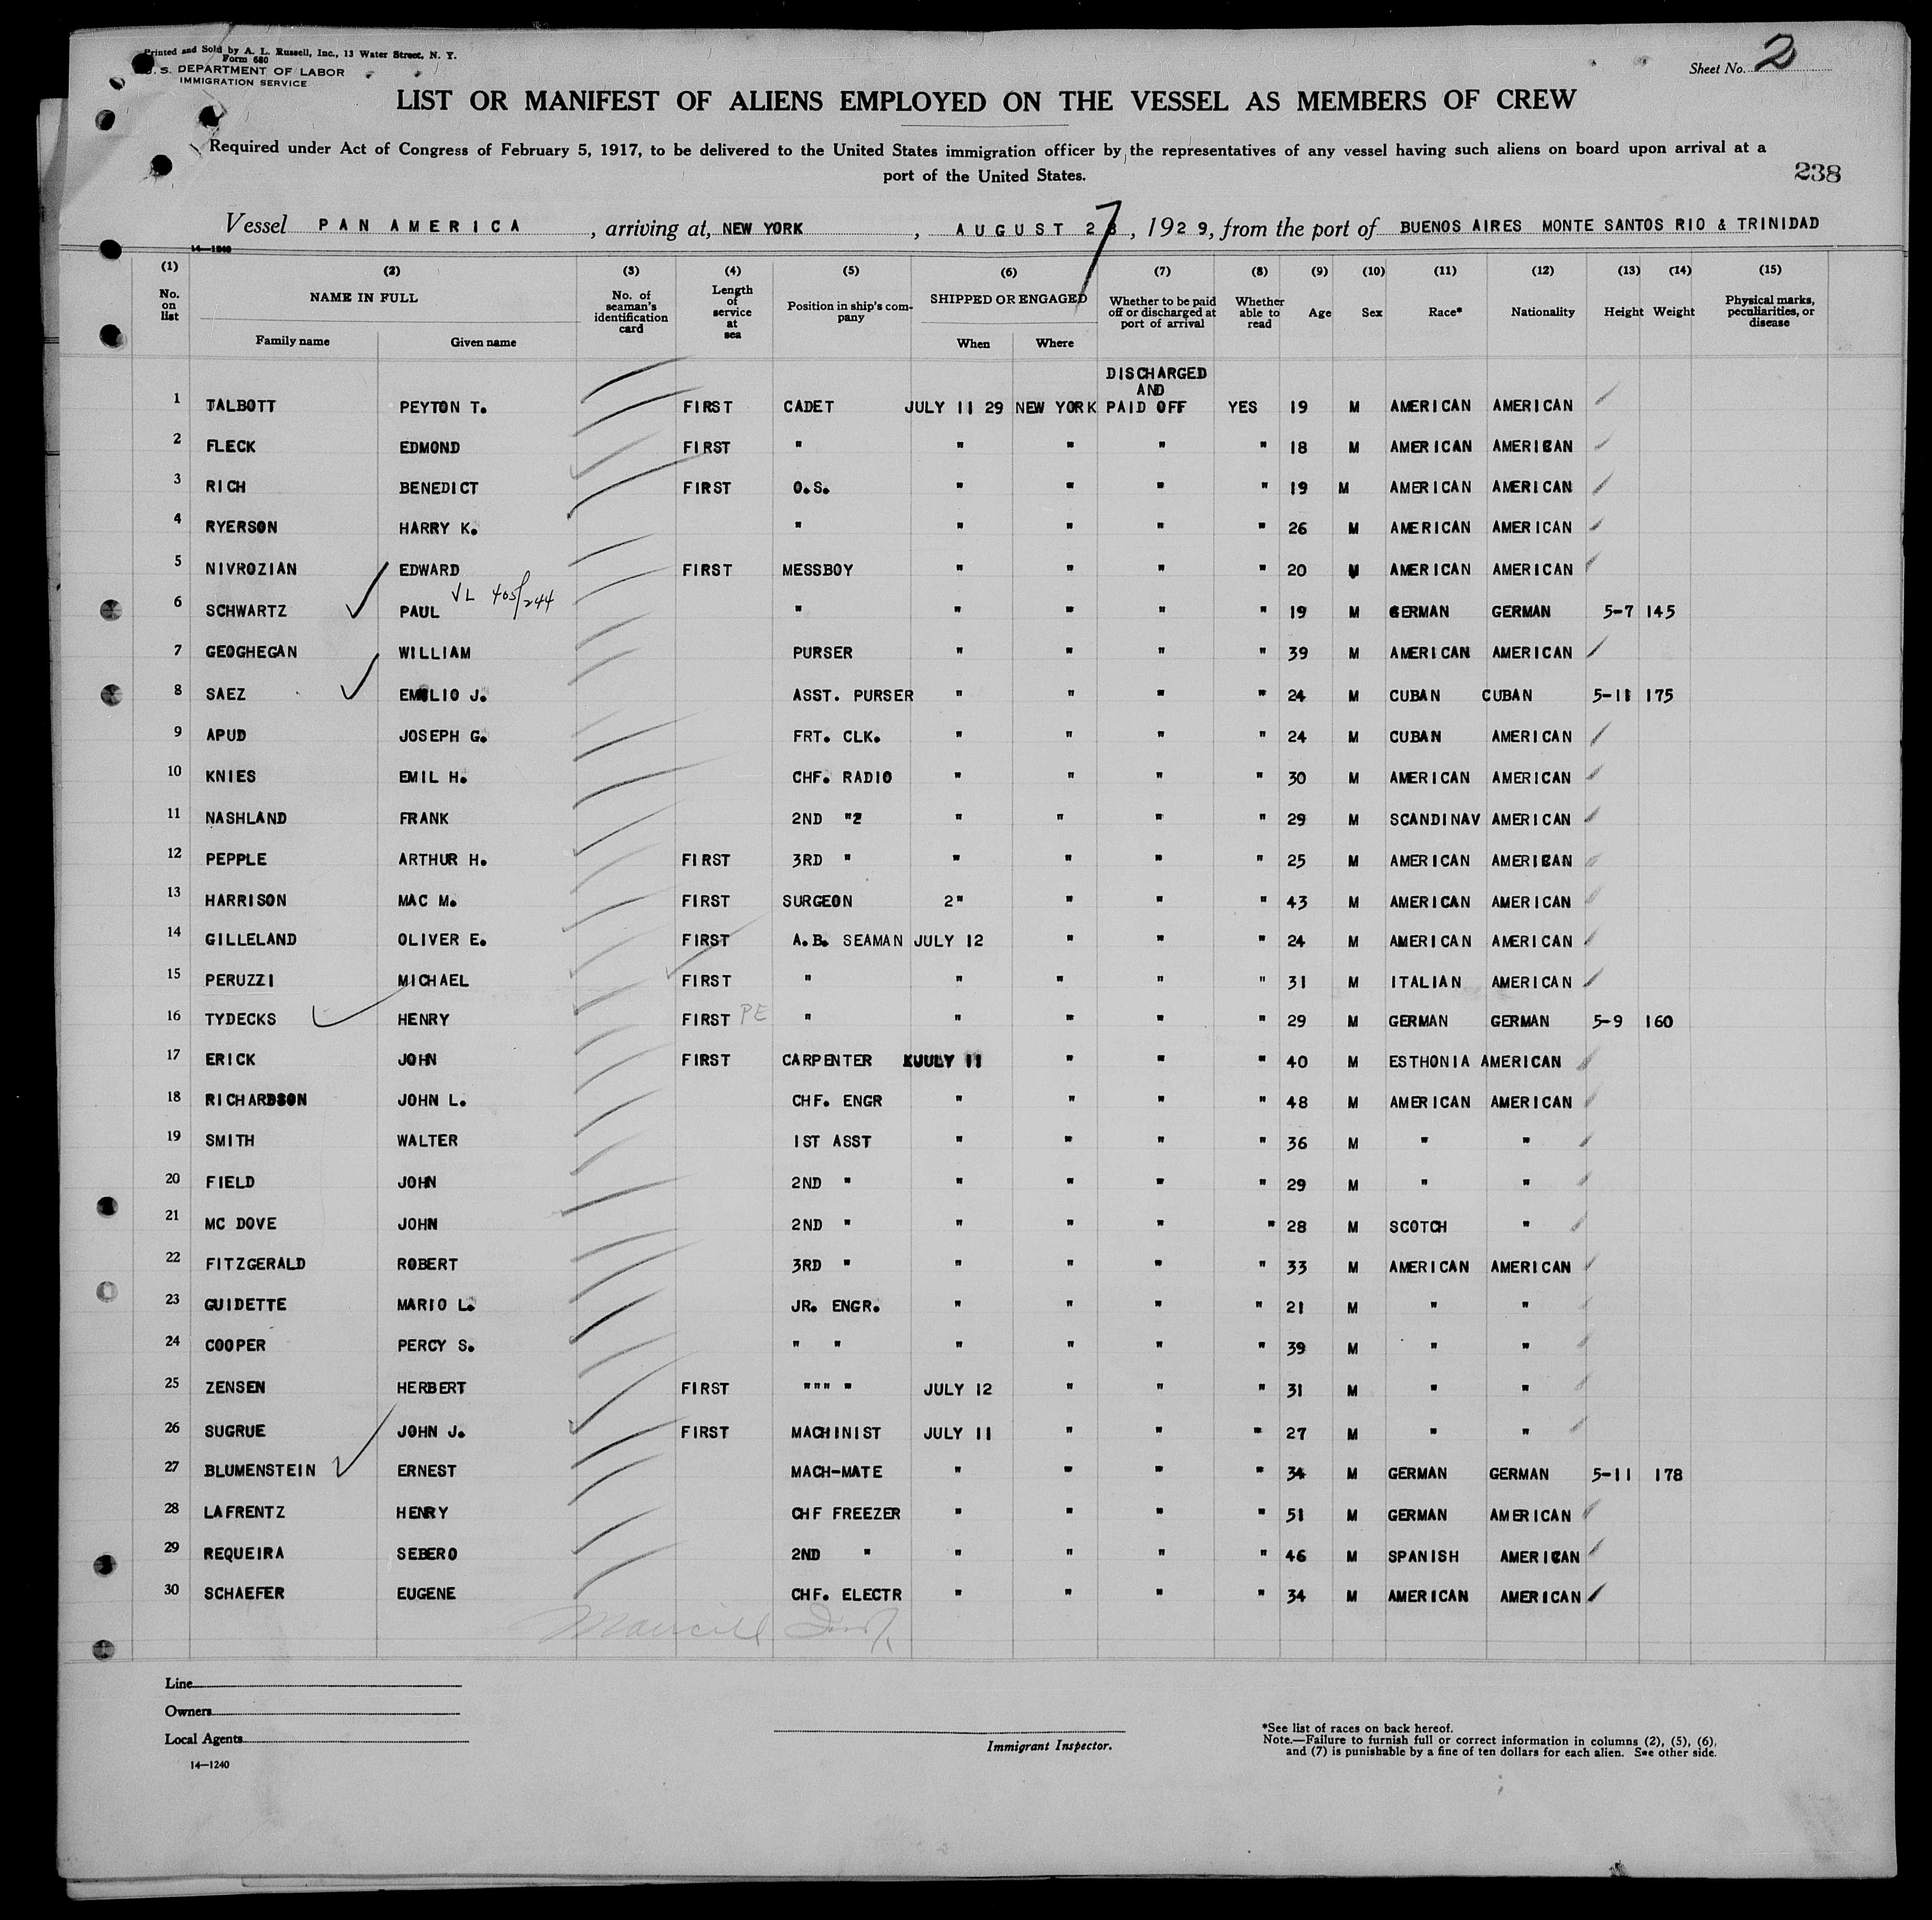 Printed and Sold by A. L. Russell, Inc., 13 Water Street, N. Y.
Form 680
U. S. DEPARTMENT OF LABOR
IMMIGRATION SERVICE
Sheet No. 2
LIST OR MANIFEST OF ALIENS EMPLOYED ON THE VESSEL AS MEMBERS OF CREW
Required under Act of Congress of February 5, 1917, to be delivered to the United States immigration officer by the representatives of any vessel having such aliens on board upon arrival at a
port of the United States.
238
Vessel PAN AMERICA, arriving at, NEW YORK, AUGUST 27, 1929, from the port of BUENOS AIRES MONTE SANTOS RIO & TRINIDAD
14—1240
(1) (2) (3) (4) (5) (6) (7) (8) (9) (10) (11) (12) (13) (14) (15)
No. on list NAME IN FULL Family name Given name No. of seaman's identification card Length of service at sea Position in ship's company SHIPPED OR ENGAGED When Where Whether to be paid off or discharged at port of arrival Whether able to read Age Sex Race* Nationality Height Weight Physical marks, peculiarities, or disease
DISCHARGED
AND
1 TALBOTT PEYTON T. FIRST CADET JULY 11 29 NEW YORK PAID OFF YES 19 M AMERICAN AMERICAN
2 FLECK EDMOND FIRST " " " " " 18 M AMERICAN AMERICAN
3 RICH BENEDICT FIRST O.S. " " " " 19 M AMERICAN AMERICAN
4 RYERSON HARRY K. " " " " " 26 M AMERICAN AMERICAN
5 NIVROZIAN EDWARD FIRST MESSBOY " " " " 20 M AMERICAN AMERICAN
VL 405/244
6 SCHWARTZ PAUL " " " " " 19 M GERMAN GERMAN 5-7 145
7 GEOGHEGAN WILLIAM PURSER " " " " 39 M AMERICAN AMERICAN
8 SAEZ EMILIO J. ASST. PURSER " " " " 24 M CUBAN CUBAN 5-11 175
9 APUD JOSEPH G. FRT. CLK. " " " " 24 M CUBAN AMERICAN
10 KNIES EMIL H. CHF. RADIO " " " " 30 M AMERICAN AMERICAN
11 NASHLAND FRANK 2ND "2 " " " " 29 M SCANDINAV AMERICAN
12 PEPPLE ARTHUR H. FIRST 3RD " " " " " 25 M AMERICAN AMERICAN
13 HARRISON MAC M. FIRST SURGEON 2" " " " 43 M AMERICAN AMERICAN
14 GILLELAND OLIVER E. FIRST A.B. SEAMAN JULY 12 " " " 24 M AMERICAN AMERICAN
15 PERUZZI MICHAEL FIRST " " " " " 31 M ITALIAN AMERICAN
16 TYDECKS HENRY FIRST PE " " " " " 29 M GERMAN GERMAN 5-9 160
17 ERICK JOHN FIRST CARPENTER JULY 11 " " " 40 M ESTHONIA AMERICAN
18 RICHARDSON JOHN L. CHF. ENGR " " " " 48 M AMERICAN AMERICAN
19 SMITH WALTER 1ST ASST " " " " 36 M " "
20 FIELD JOHN 2ND " " " " " 29 M " "
21 MC DOVE JOHN 2ND " " " " " 28 M SCOTCH "
22 FITZGERALD ROBERT 3RD " " " " " 33 M AMERICAN AMERICAN
23 GUIDETTE MARIO L. JR. ENGR. " " " " 21 M " "
24 COOPER PERCY S. " " " " " " 39 M " "
25 ZENSEN HERBERT FIRST """ " JULY 12 " " " 31 M " "
26 SUGRUE JOHN J. FIRST MACHINIST JULY 11 " " " 27 M " "
27 BLUMENSTEIN ERNEST MACH-MATE " " " " 34 M GERMAN GERMAN 5-11 178
28 LAFRENTZ HENRY CHF FREEZER " " " " 51 M GERMAN AMERICAN
29 REQUEIRA SEBERO 2ND " " " " " 46 M SPANISH AMERICAN
30 SCHAEFER EUGENE CHF. ELECTR " " " " 34 M AMERICAN AMERICAN
Line
Owners
Local Agents
14—1240
Immigrant Inspector.
*See list of races on back hereof.
Note.—Failure to furnish full or correct information in columns (2), (5), (6),
and (7) is punishable by a fine of ten dollars for each alien. See other side.